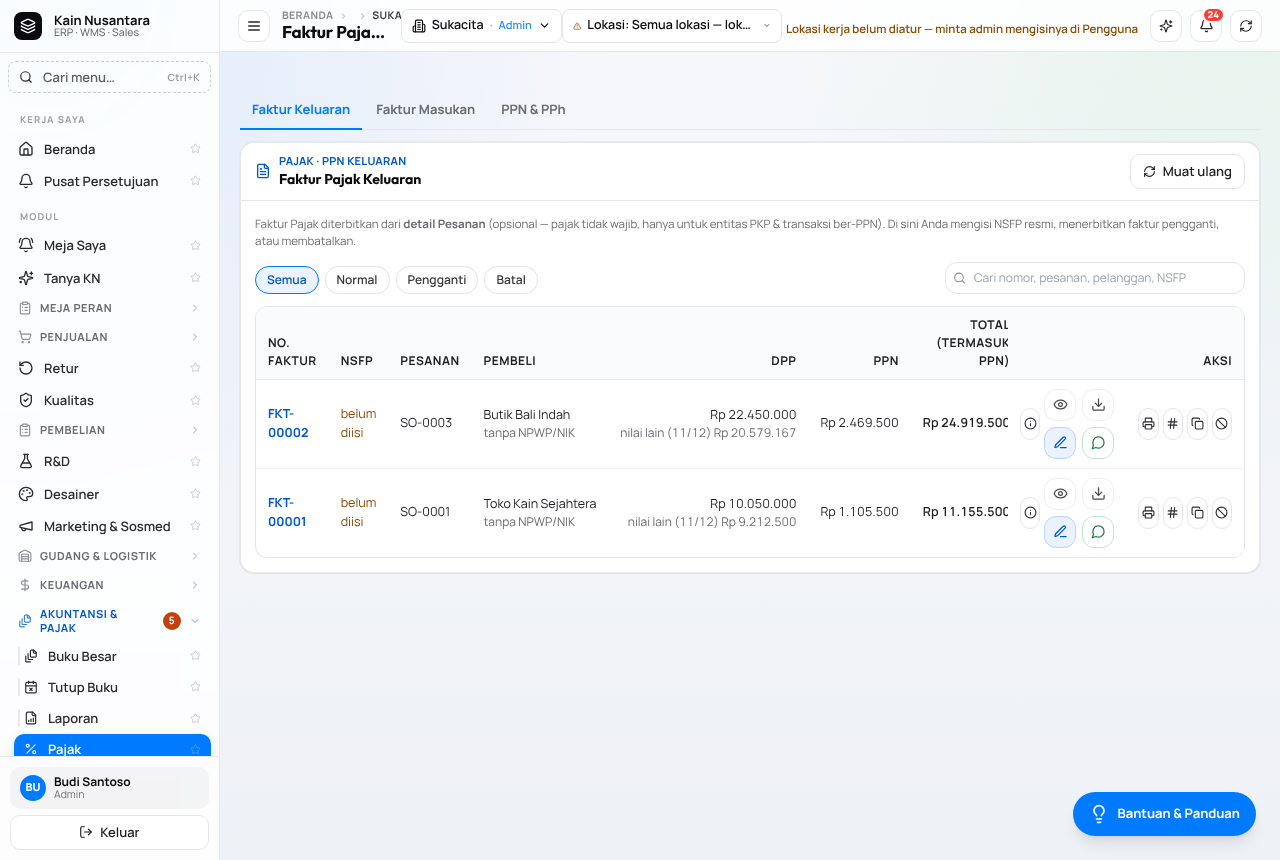 Kain Nusantara
ERP · WMS · Sales
Cari menu...
Ctrl+K
KERJA SAYA
Beranda
Pusat Persetujuan
MODUL
Meja Saya
Tanya KN
MEJA PERAN
PENJUALAN
Retur
Kualitas
PEMBELIAN
R&D
Desainer
Marketing & Sosmed
GUDANG & LOGISTIK
KEUANGAN
AKUNTANSI &
PAJAK
5
Buku Besar
Tutup Buku
Laporan
Pajak
BU
Budi Santoso
Admin
Keluar
BERANDA
SUKA
Faktur Paja...
Sukacita · Admin
Lokasi: Semua lokasi — lok...
Lokasi kerja belum diatur — minta admin mengisinya di Pengguna
24
Faktur Keluaran
Faktur Masukan
PPN & PPh
PAJAK · PPN KELUARAN
Faktur Pajak Keluaran
Muat ulang
Faktur Pajak diterbitkan dari detail Pesanan (opsional — pajak tidak wajib, hanya untuk entitas PKP & transaksi ber-PPN). Di sini Anda mengisi NSFP resmi, menerbitkan faktur pengganti,
atau membatalkan.
Semua
Normal
Pengganti
Batal
Cari nomor, pesanan, pelanggan, NSFP
NO. FAKTUR
NSFP
PESANAN
PEMBELI
DPP
PPN
TOTAL (TERMASUK PPN)
AKSI
FKT-00002
belum diisi
SO-0003
Butik Bali Indah
tanpa NPWP/NIK
Rp 22.450.000
nilai lain (11/12) Rp 20.579.167
Rp 2.469.500
Rp 24.919.500
FKT-00001
belum diisi
SO-0001
Toko Kain Sejahtera
tanpa NPWP/NIK
Rp 10.050.000
nilai lain (11/12) Rp 9.212.500
Rp 1.105.500
Rp 11.155.500
Bantuan & Panduan